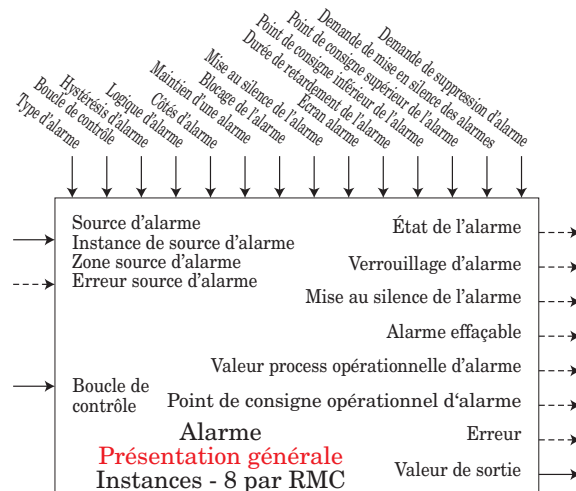 Type d'alarme
Boucle de contrôle
Hystérésis d'alarme
Logique d'alarme
Côtés d'alarme
Maintien d'une alarme
Blocage de l'alarme
Mise au silence de l'alarme
Écran alarme
Durée de retardement de l'alarme
Point de consigne inférieur de l'alarme
Point de consigne supérieur de l'alarme
Demande de mise en silence des alarmes
Demande de suppression d'alarme
Source d'alarme
Instance de source d'alarme
Zone source d'alarme
Erreur source d'alarme
Boucle de
contrôle
État de l'alarme
Verrouillage d'alarme
Mise au silence de l'alarme
Alarme effaçable
Valeur process opérationnelle d'alarme
Point de consigne opérationnel d‘alarme
Erreur
Valeur de sortie
Alarme
Présentation générale
Instances - 8 par RMC